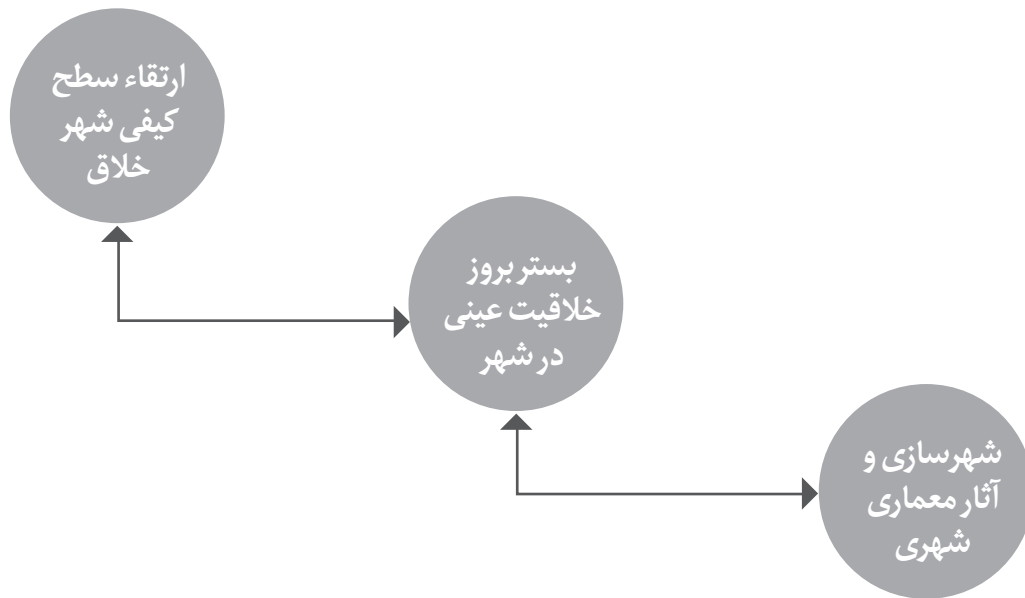 ارتقاء سطح
کیفی شهر
خلاق
بستر بروز
خلاقیت عینی
در شهر
شهرسازی و
آثار معماری
شهری